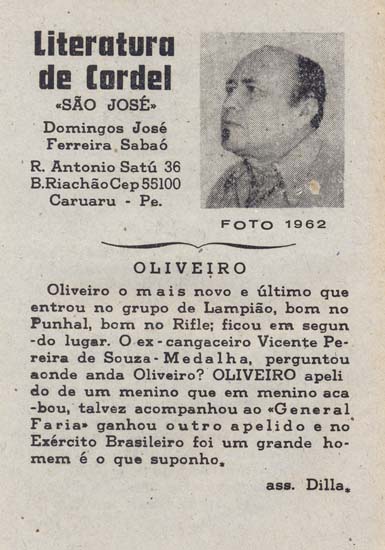 Literatura
de Cordel
«SÃO JOSÉ»
Domingos José
Ferreira Sabaó
R. Antonio Satú 36
B.Riachão Cep 55100
Caruaru - Pe.
FOTO 1962
OLIVEIRO
Oliveiro o mais novo e último que
entrou no grupo de Lampião, bom no
Punhal, bom no Rifle; ficou em segun
-do lugar. O ex-cangaceiro Vicente Pe-
reira de Souza-Medalha, perguntou
aonde anda Oliveiro? OLIVEIRO apeli
do de um menino que em menino aca
-bou, talvez acompanhou ao «General
Faria» ganhou outro apelido e no
Exército Brasileiro foi um grande ho-
mem é o que suponho.
ass. Dilla.